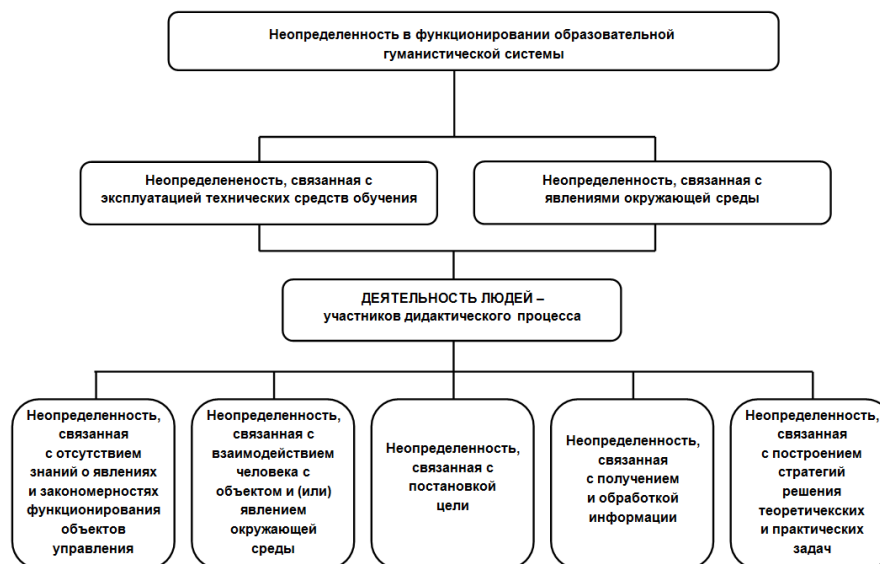 Неопределенность в функционировании образовательной
гуманистической системы
Неопределененость, связанная с
эксплуатацией технических средств обучения
Неопределенность, связанная с
явлениями окружающей среды
ДЕЯТЕЛЬНОСТЬ ЛЮДЕЙ –
участников дидактического процесса
Неопределенность,
связанная
с отсутствием
знаний о явлениях
и закономерностях
функционирования
объектов
управления
Неопределенность,
связанная с
взаимодействием
человека с
объектом и (или)
явлением
окружающей
среды
Неопределенность,
связанная с
постановкой
цели
Неопределенность,
связанная
с получением
и обработкой
информации
Неопределенность,
связанная
с построением
стратегий
решения
теоретичекских
и практических
задач